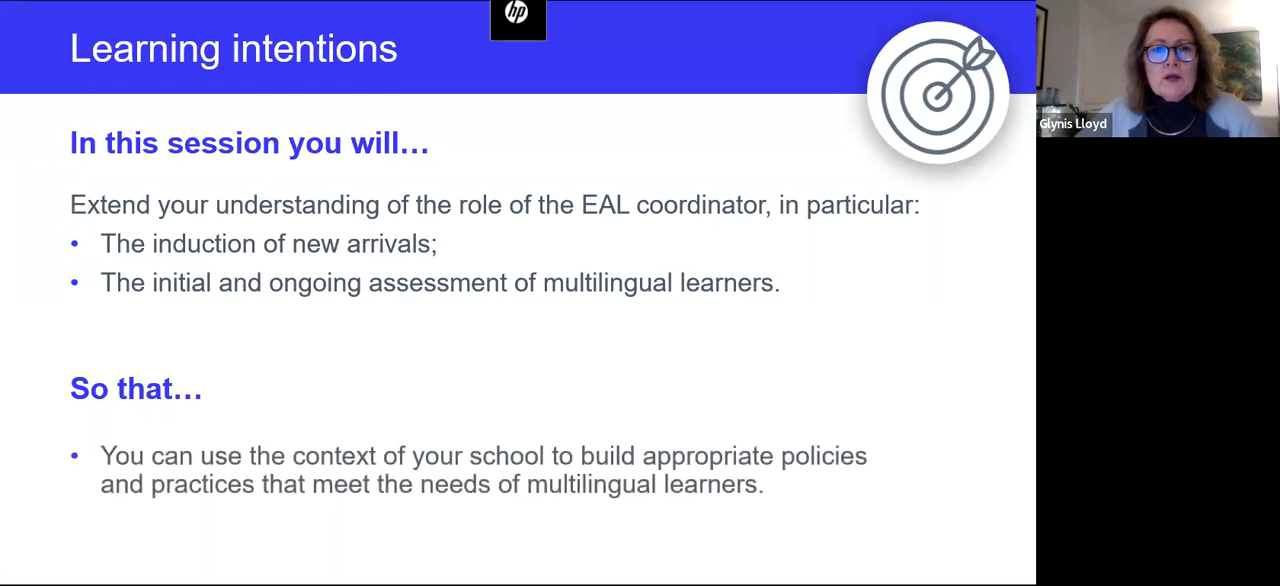 hp
Learning intentions
Glynis Lloyd
In this session you will…
Extend your understanding of the role of the EAL coordinator, in particular:
• The induction of new arrivals;
• The initial and ongoing assessment of multilingual learners.
So that…
• You can use the context of your school to build appropriate policies
and practices that meet the needs of multilingual learners.